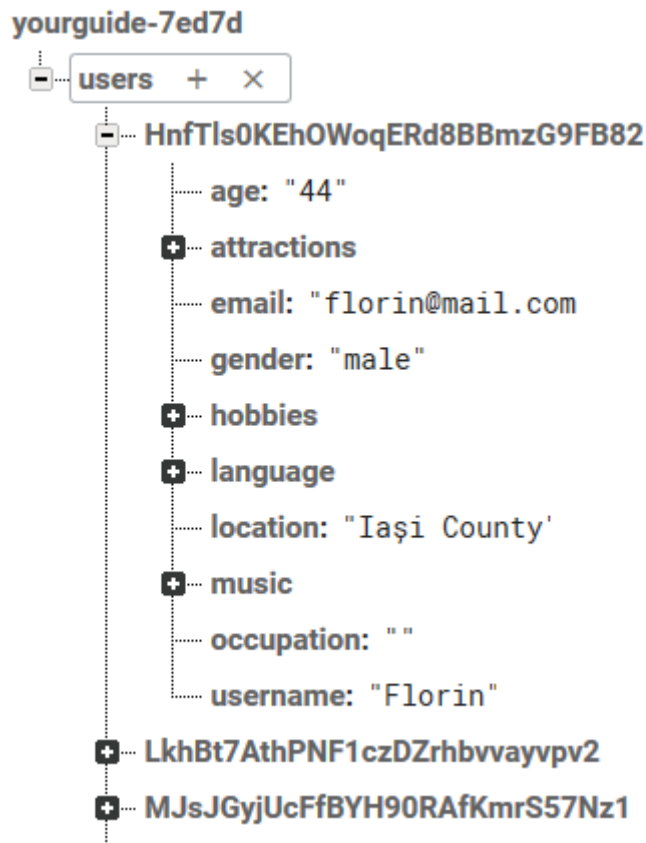 yourguide-7ed7d
users + ×
HnfTls0KEhOWoqERd8BBmzG9FB82
age: "44"
attractions
email: "florin@mail.com
gender: "male"
hobbies
language
location: "Iași County'
music
occupation: ""
username: "Florin"
LkhBt7AthPNF1czDZrhbvvayvpv2
MJsJGyjUcFfBYH90RAfKmrS57Nz1